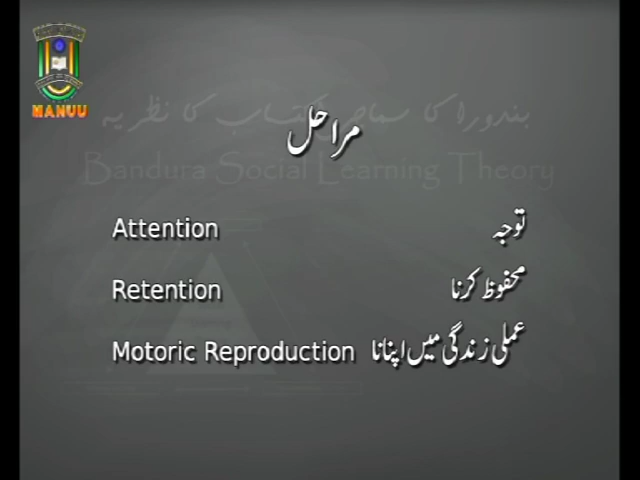 MANUU
بندورا کا سماجی اکتساب کا نظریہ
مراحل
Bandura Social Learning Theory
Attention توجہ
Retention محفوظ کرنا
Motoric Reproduction عملی زندگی میں اپنانا